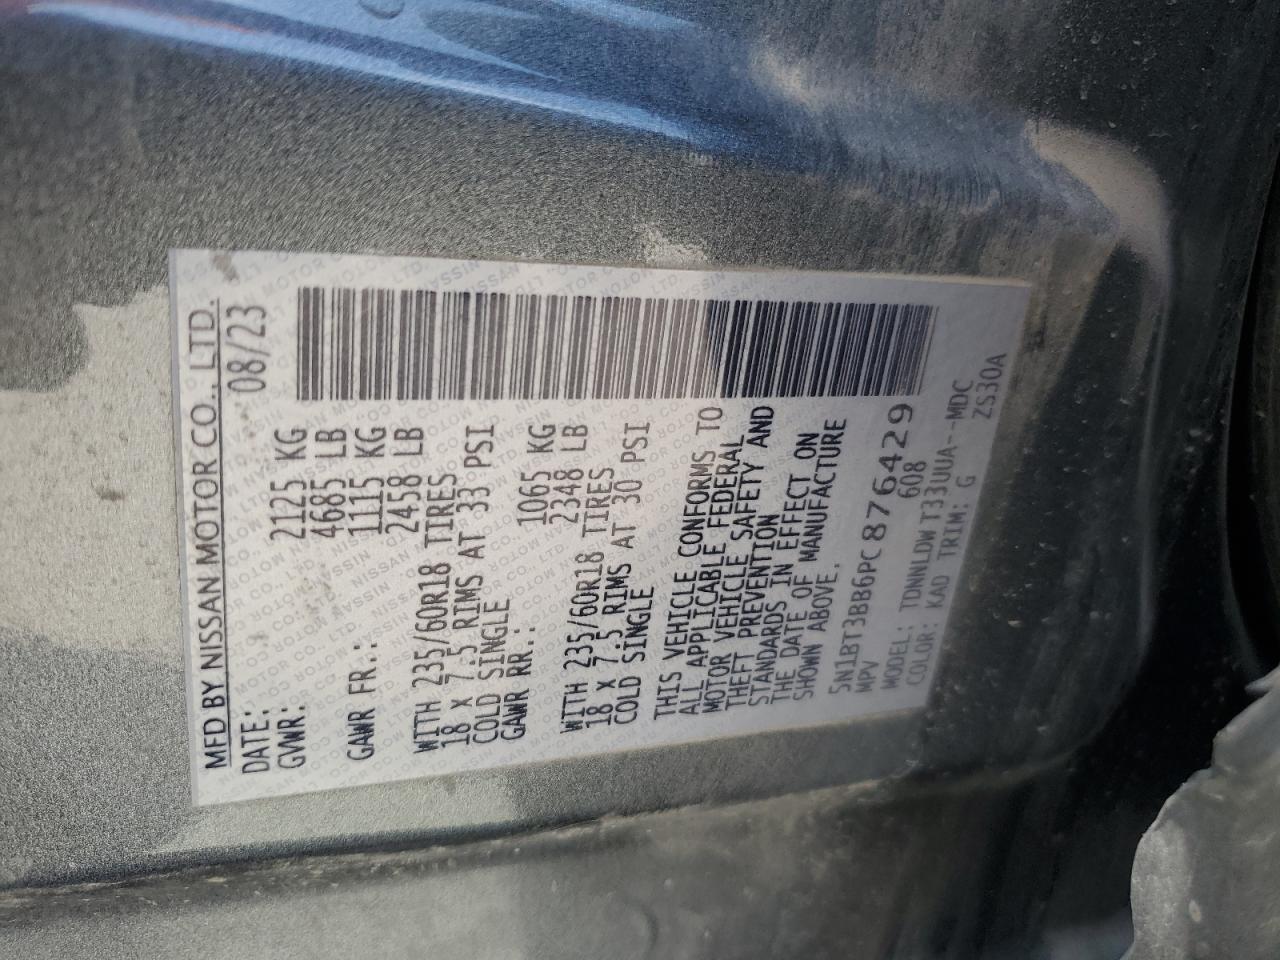 MFD BY NISSAN MOTOR CO., LTD.
DATE: 08/23
GVWR: 2125 KG
4685 LB
GAWR FR.: 1115 KG
2458 LB
WITH 235/60R18 TIRES
18 X 7.5 RIMS AT 33 PSI
COLD SINGLE
GAWR RR.: 1065 KG
2348 LB
WITH 235/60R18 TIRES
18 X 7.5 RIMS AT 30 PSI
COLD SINGLE
THIS VEHICLE CONFORMS TO
ALL APPLICABLE FEDERAL
MOTOR VEHICLE SAFETY AND
THEFT PREVENTION
STANDARDS IN EFFECT ON
THE DATE OF MANUFACTURE
SHOWN ABOVE.
5N1BT3BB6PC876429
MPV 608
MODEL: TDNNLDWT33UUA--MDC
COLOR: KAD TRIM: G ZS30A